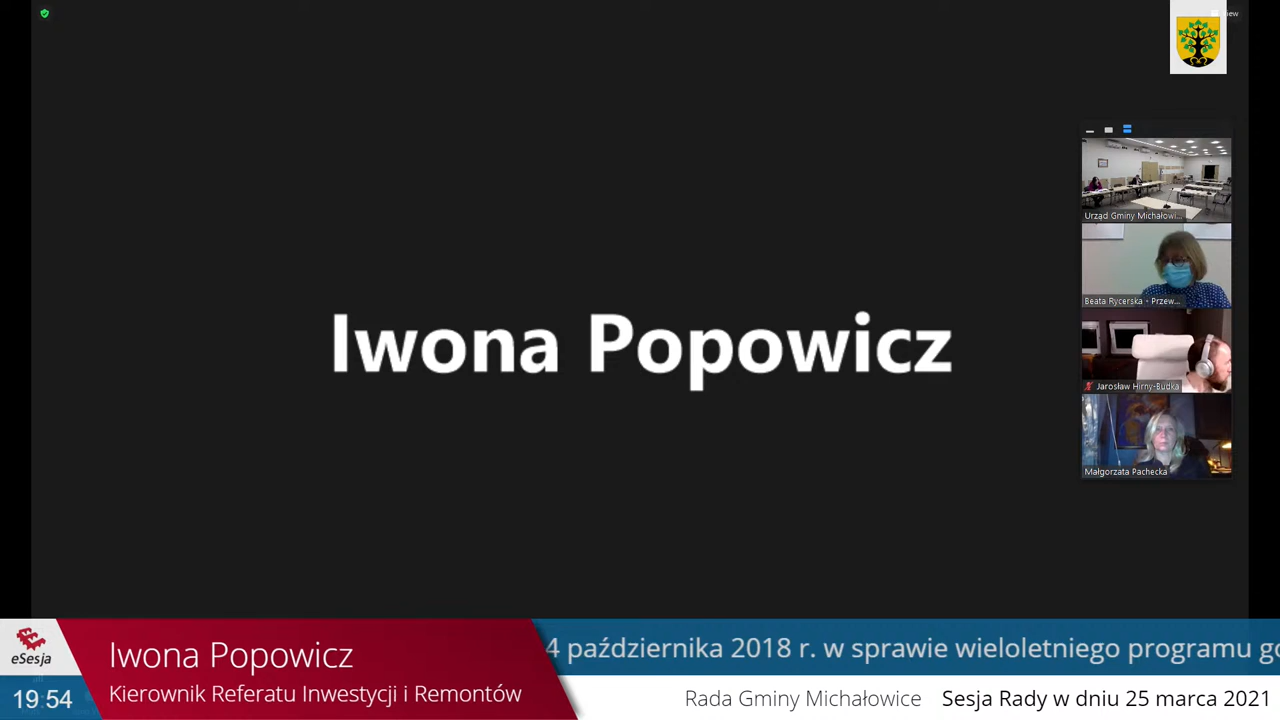 View
Urząd Gminy Michałowi...
Beata Rycerska - Przew...
Jarosław Hirny-Budka
Małgorzata Pachecka
Iwona Popowicz
eSesja
Iwona Popowicz
Kierownik Referatu Inwestycji i Remontów
4 października 2018 r. w sprawie wieloletniego programu go
19:54
Rada Gminy Michałowice Sesja Rady w dniu 25 marca 2021